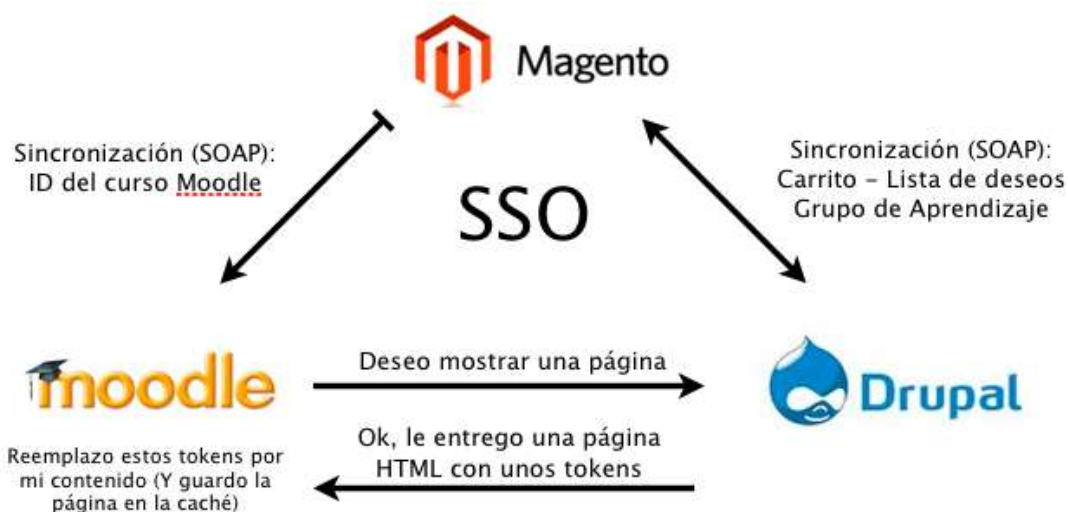 Magento
Sincronización (SOAP):
ID del curso Moodle
Sincronización (SOAP):
Carrito – Lista de deseos
Grupo de Aprendizaje
SSO
moodle
Deseo mostrar una página
Drupal
Ok, le entrego una página
HTML con unos tokens
Reemplazo estos tokens por
mi contenido (Y guardo la
página en la caché)